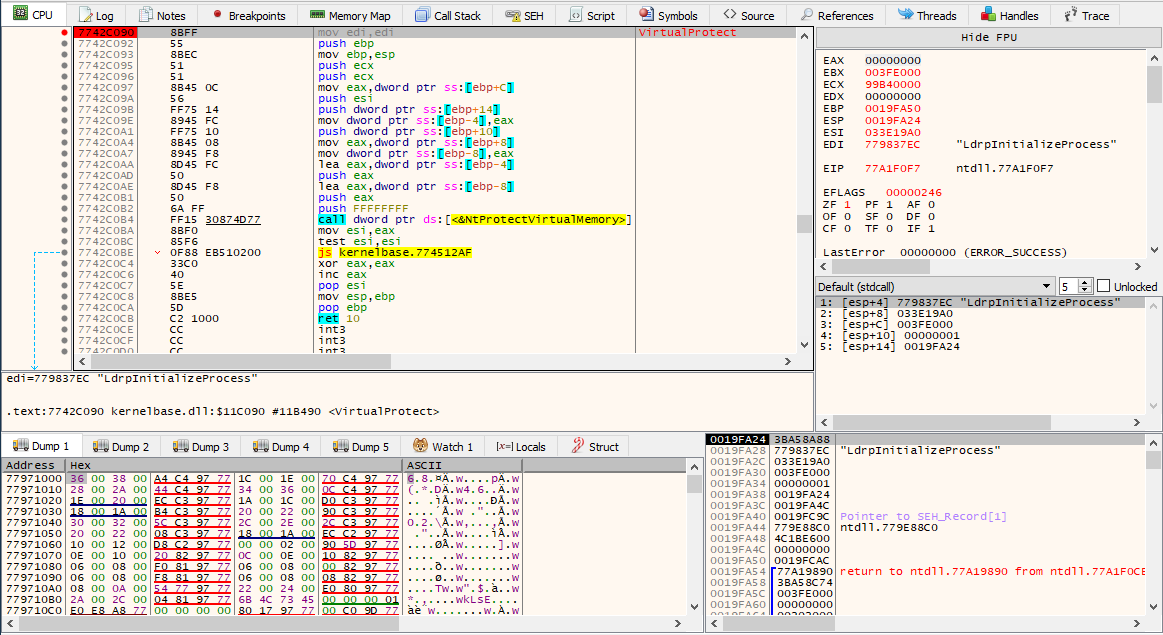 CPU Log Notes Breakpoints Memory Map Call Stack SEH Script Symbols Source References Threads Handles Trace
7742C090 8BFF mov edi,edi VirtualProtect
7742C092 55 push ebp
7742C093 8BEC mov ebp,esp
7742C095 51 push ecx
7742C096 51 push ecx
7742C097 8B45 0C mov eax,dword ptr ss:[ebp+C]
7742C09A 56 push esi
7742C09B FF75 14 push dword ptr ss:[ebp+14]
7742C09E 8945 FC mov dword ptr ss:[ebp-4],eax
7742C0A1 FF75 10 push dword ptr ss:[ebp+10]
7742C0A4 8B45 08 mov eax,dword ptr ss:[ebp+8]
7742C0A7 8945 F8 mov dword ptr ss:[ebp-8],eax
7742C0AA 8D45 FC lea eax,dword ptr ss:[ebp-4]
7742C0AD 50 push eax
7742C0AE 8D45 F8 lea eax,dword ptr ss:[ebp-8]
7742C0B1 50 push eax
7742C0B2 6A FF push FFFFFFFF
7742C0B4 FF15 30874D77 call dword ptr ds:[<&NtProtectVirtualMemory>]
7742C0BA 8BF0 mov esi,eax
7742C0BC 85F6 test esi,esi
7742C0BE 0F88 EB510200 js kernelbase.774512AF
7742C0C4 33C0 xor eax,eax
7742C0C6 40 inc eax
7742C0C7 5E pop esi
7742C0C8 8BE5 mov esp,ebp
7742C0CA 5D pop ebp
7742C0CB C2 1000 ret 10
7742C0CE CC int3
7742C0CF CC int3
7742C0D0 CC int3
edi=779837EC "LdrpInitializeProcess"
.text:7742C090 kernelbase.dll:$11C090 #11B490 <VirtualProtect>
Hide FPU
EAX 00000000
EBX 003FE000
ECX 99B40000
EDX 00000000
EBP 0019FA50
ESP 0019FA24
ESI 033E19A0
EDI 779837EC "LdrpInitializeProcess"
EIP 77A1F0F7 ntdll.77A1F0F7
EFLAGS 00000246
ZF 1 PF 1 AF 0
OF 0 SF 0 DF 0
CF 0 TF 0 IF 1
LastError 00000000 (ERROR_SUCCESS)
Default (stdcall) 5 Unlocked
1: [esp+4] 779837EC "LdrpInitializeProcess"
2: [esp+8] 033E19A0
3: [esp+C] 003FE000
4: [esp+10] 00000001
5: [esp+14] 0019FA24
Dump 1 Dump 2 Dump 3 Dump 4 Dump 5 Watch 1 [x=] Locals Struct
Address Hex ASCII
77971000 36 00 38 00 A4 C4 97 77 1C 00 1E 00 70 C4 97 77 6.8.¤Ä.w....pÄ.w
77971010 28 00 2A 00 44 C4 97 77 34 00 36 00 0C C4 97 77 (.*.DÄ.w4.6..Ä.w
77971020 1E 00 20 00 EC C3 97 77 1A 00 1C 00 D0 C3 97 77 .. .ìÃ.w....ÐÃ.w
77971030 18 00 1A 00 B4 C3 97 77 20 00 22 00 90 C3 97 77 ....´Ã.w ."..Ã.w
77971040 30 00 32 00 5C C3 97 77 2C 00 2E 00 2C C3 97 77 0.2.\Ã.w,...,Ã.w
77971050 20 00 22 00 08 C3 97 77 18 00 1A 00 EC C2 97 77 ."..Ã.w....ìÂ.w
77971060 10 00 12 00 D8 C2 97 77 00 00 02 00 90 5D 97 77 ....ØÂ.w.....].w
77971070 0E 00 10 00 20 82 97 77 0C 00 0E 00 10 82 97 77 .... ..w.......w
77971080 06 00 08 00 F0 81 97 77 06 00 08 00 00 82 97 77 ....ð..w.......w
77971090 06 00 08 00 F8 81 97 77 06 00 08 00 08 82 97 77 ....ø..w.......w
779710A0 08 00 0A 00 54 77 97 77 22 00 24 00 E0 80 97 77 ....Tw.w".$.à..w
779710B0 2A 00 2C 00 04 81 97 77 6B 4C 73 45 00 00 00 01 *.,....wkLsE....
779710C0 E0 E8 A8 77 00 00 00 00 80 17 97 77 00 C0 9D 77
0019FA24 3BA58A88
0019FA28 779837EC "LdrpInitializeProcess"
0019FA2C 033E19A0
0019FA30 003FE000
0019FA34 00000001
0019FA38 0019FA24
0019FA3C 0019FA4C
0019FA40 0019FC9C Pointer to SEH_Record[1]
0019FA44 779E88C0 ntdll.779E88C0
0019FA48 4C1BE600
0019FA4C 00000000
0019FA50 0019FCAC
0019FA54 77A19890 return to ntdll.77A19890 from ntdll.77A1F0CE
0019FA58 3BA58C74
0019FA5C 003FE000
0019FA60 00000000